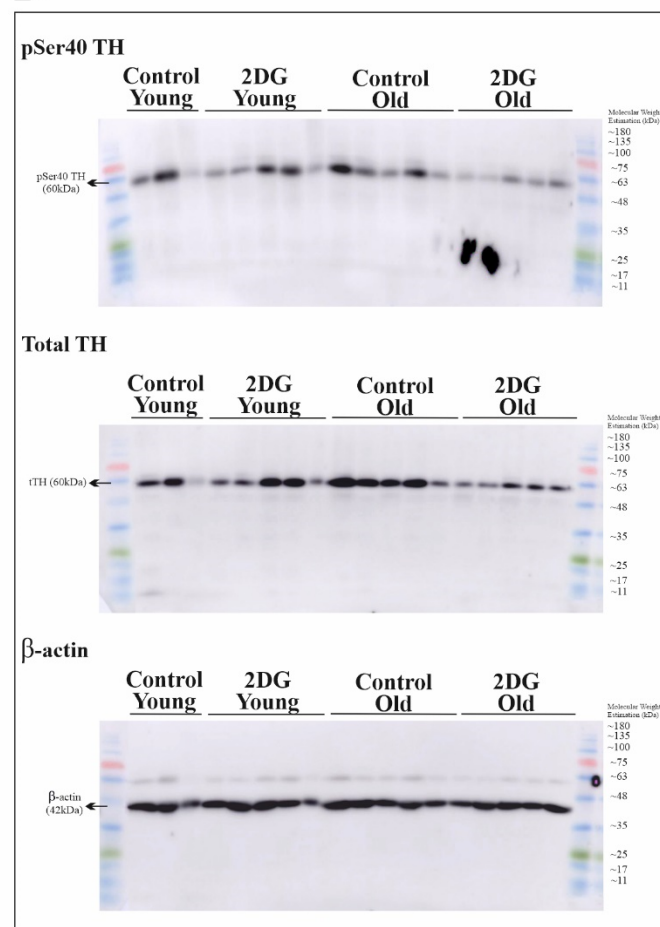 pSer40 TH
Control 2DG Control 2DG
Young Young Old Old
Molecular Weight
Estimation (kDa)
~180
~135
~100
~75
pSer40 TH
(60kDa)
~63
~48
~35
~25
~17
~11
Total TH
Control 2DG Control 2DG
Young Young Old Old
Molecular Weight
Estimation (kDa)
~180
~135
~100
~75
tTH (60kDa)
~63
~48
~35
~25
~17
~11
β-actin
Control 2DG Control 2DG
Young Young Old Old
Molecular Weight
Estimation (kDa)
~180
~135
~100
~75
~63
β-actin
(42kDa)
~48
~35
~25
~17
~11